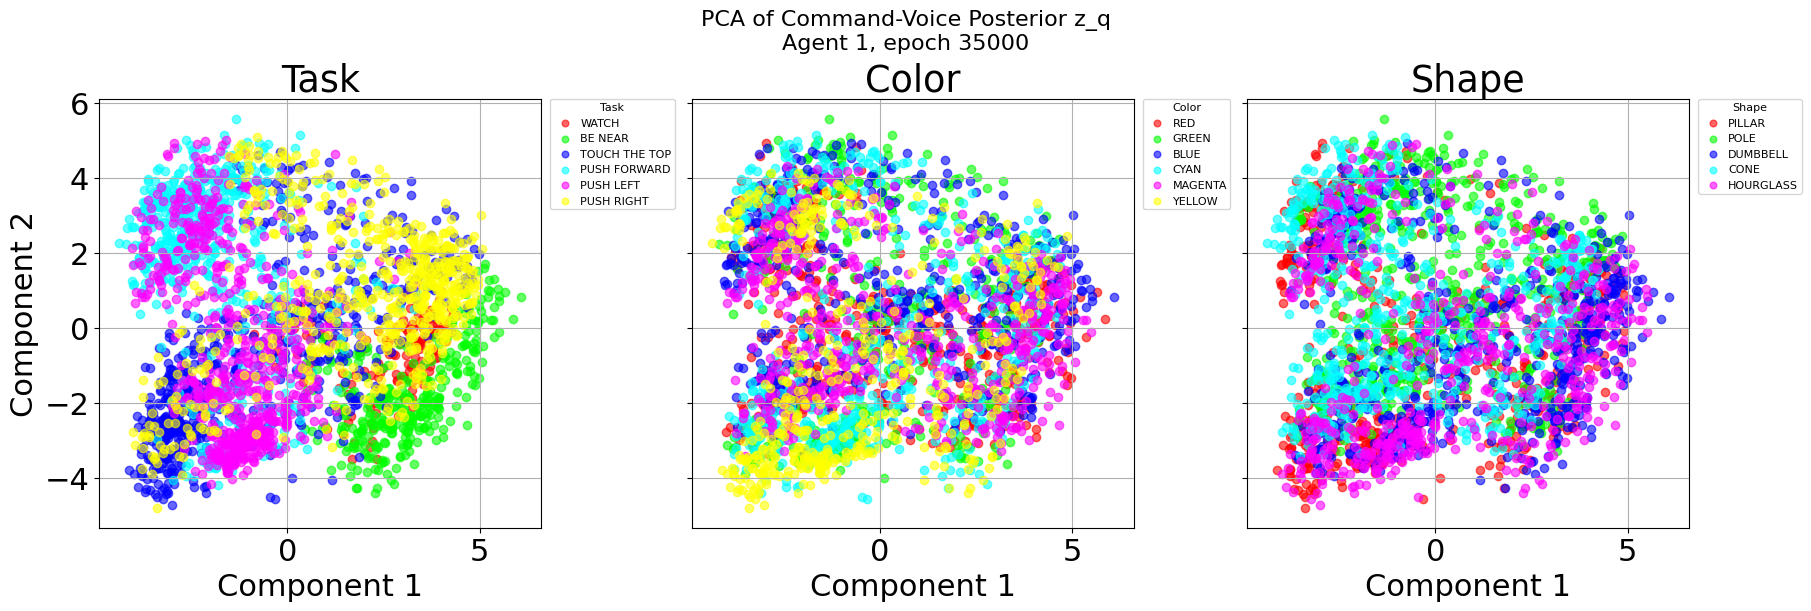 PCA of Command-Voice Posterior z_q
Agent 1, epoch 35000
Task
Color
Shape
Task
WATCH
BE NEAR
TOUCH THE TOP
PUSH FORWARD
PUSH LEFT
PUSH RIGHT
Color
RED
GREEN
BLUE
CYAN
MAGENTA
YELLOW
Shape
PILLAR
POLE
DUMBBELL
CONE
HOURGLASS
Component 2
6
4
2
0
−2
−4
0 5
0 5
0 5
Component 1
Component 1
Component 1